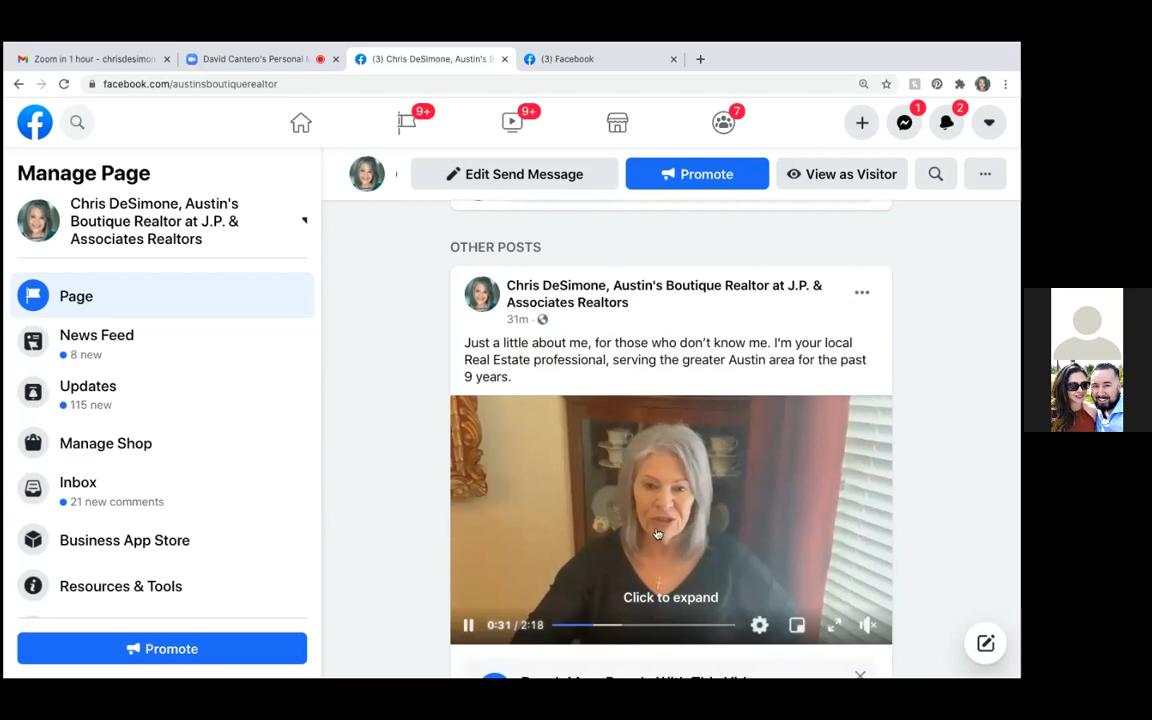 Zoom in 1 hour - chrisdesimon
David Cantero's Personal
(3) Chris DeSimone, Austin's B
(3) Facebook
facebook.com/austinsboutiquerealtor
9+
9+
7
1
2
Manage Page
Chris DeSimone, Austin's
Boutique Realtor at J.P. &
Associates Realtors
Page
News Feed
8 new
Updates
115 new
Manage Shop
Inbox
21 new comments
Business App Store
Resources & Tools
Promote
Edit Send Message
Promote
View as Visitor
OTHER POSTS
Chris DeSimone, Austin's Boutique Realtor at J.P. &
Associates Realtors
31m
Just a little about me, for those who don't know me. I'm your local
Real Estate professional, serving the greater Austin area for the past
9 years.
Click to expand
0:31 / 2:18